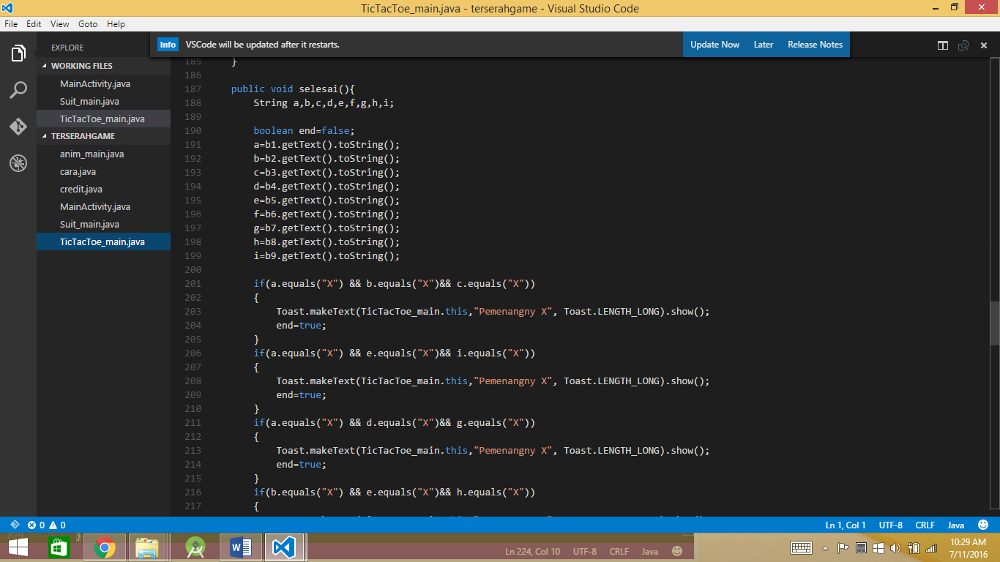 TicTacToe_main.java - terserahgame - Visual Studio Code
File Edit View Goto Help
EXPLORE
Info VSCode will be updated after it restarts. Update Now Later Release Notes
WORKING FILES
MainActivity.java
Suit_main.java
TicTacToe_main.java
TERSERAHGAME
anim_main.java
cara.java
credit.java
MainActivity.java
Suit_main.java
TicTacToe_main.java
185 }
186
187 public void selesai(){
188 String a,b,c,d,e,f,g,h,i;
189
190 boolean end=false;
191 a=b1.getText().toString();
192 b=b2.getText().toString();
193 c=b3.getText().toString();
194 d=b4.getText().toString();
195 e=b5.getText().toString();
196 f=b6.getText().toString();
197 g=b7.getText().toString();
198 h=b8.getText().toString();
199 i=b9.getText().toString();
200
201 if(a.equals("X") && b.equals("X")&& c.equals("X"))
202 {
203 Toast.makeText(TicTacToe_main.this,"Pemenangny X", Toast.LENGTH_LONG).show();
204 end=true;
205 }
206 if(a.equals("X") && e.equals("X")&& i.equals("X"))
207 {
208 Toast.makeText(TicTacToe_main.this,"Pemenangny X", Toast.LENGTH_LONG).show();
209 end=true;
210 }
211 if(a.equals("X") && d.equals("X")&& g.equals("X"))
212 {
213 Toast.makeText(TicTacToe_main.this,"Pemenangny X", Toast.LENGTH_LONG).show();
214 end=true;
215 }
216 if(b.equals("X") && e.equals("X")&& h.equals("X"))
217 {
0 0
Ln 1, Col 1 UTF-8 CRLF Java
Ln 224, Col 10 UTF-8 CRLF Java
10:29 AM
7/11/2016